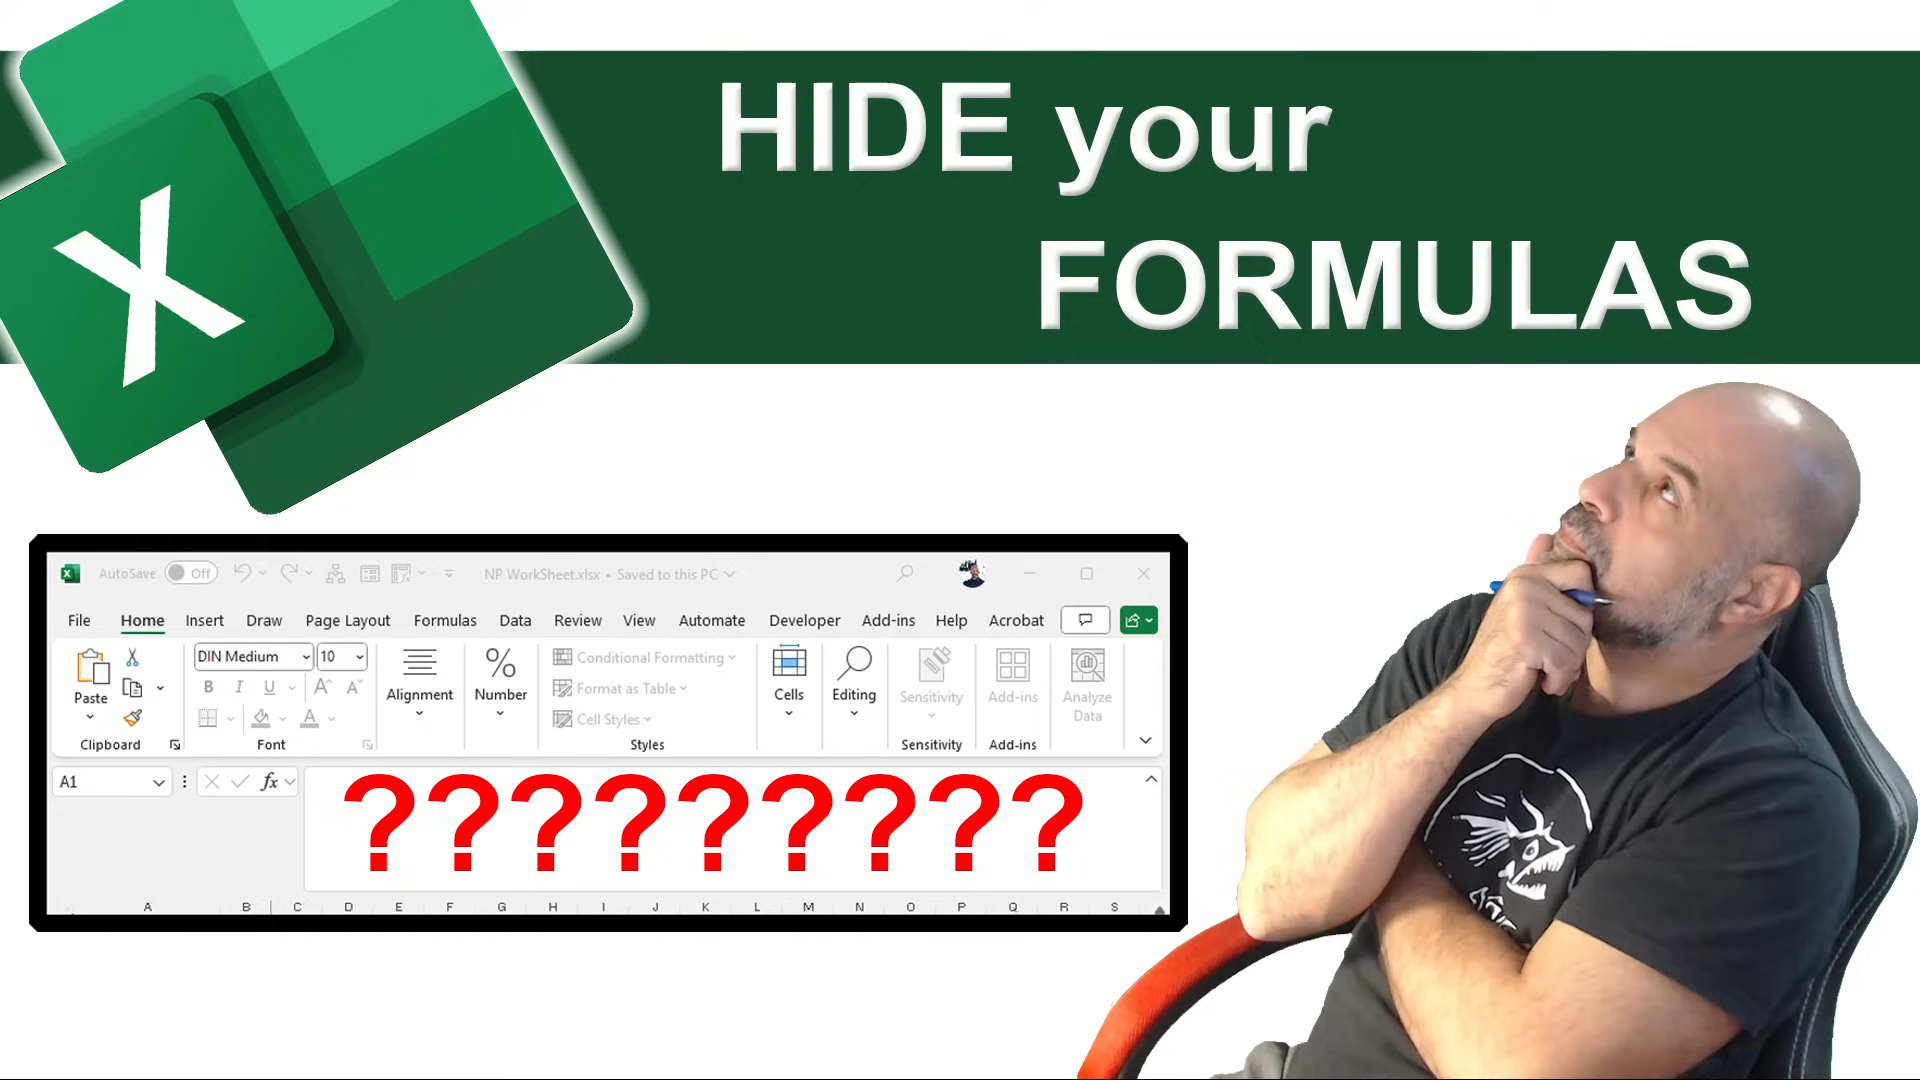 HIDE your
FORMULAS
X
X AutoSave Off NP WorkSheet.xlsx • Saved to this PC
File Home Insert Draw Page Layout Formulas Data Review View Automate Developer Add-ins Help Acrobat
DIN Medium 10
Paste
B I U A A
A
Clipboard
Font
Alignment
%
Number
Conditional Formatting
Format as Table
Cell Styles
Styles
Cells
Editing
Sensitivity
Sensitivity
Add-ins
Add-ins
Analyze
Data
A1 fx
?????????
A B C D E F G H I J K L M N O P Q R S